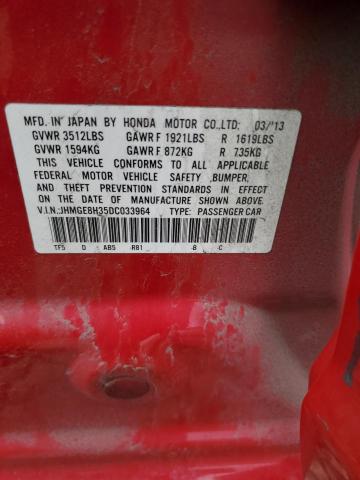 MFD. IN JAPAN BY HONDA MOTOR CO.,LTD. 03/'13
GVWR 3512LBS GAWR F 1921LBS R 1619LBS
GVWR 1594KG GAWR F 872KG R 735KG
THIS VEHICLE CONFORMS TO ALL APPLICABLE
FEDERAL MOTOR VEHICLE SAFETY ,BUMPER,
AND THEFT PREVENTION STANDARDS IN EFFECT
ON THE DATE OF MANUFACTURE SHOWN ABOVE.
V.I.N.:JHMGE8H35DC033964 TYPE: PASSENGER CAR
TF5 D AB5 -R81 -B -C